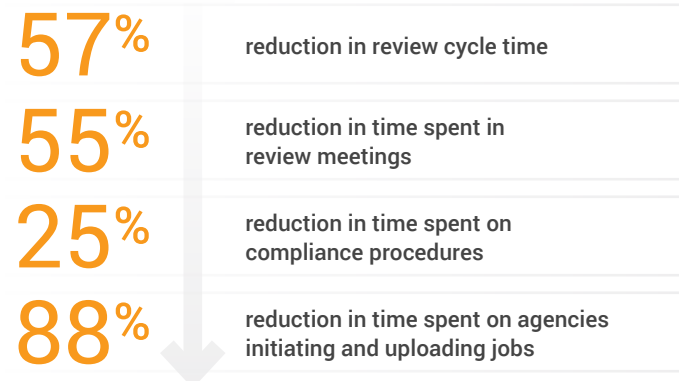 57%
reduction in review cycle time
55%
reduction in time spent in
review meetings
25%
reduction in time spent on
compliance procedures
88%
reduction in time spent on agencies
initiating and uploading jobs